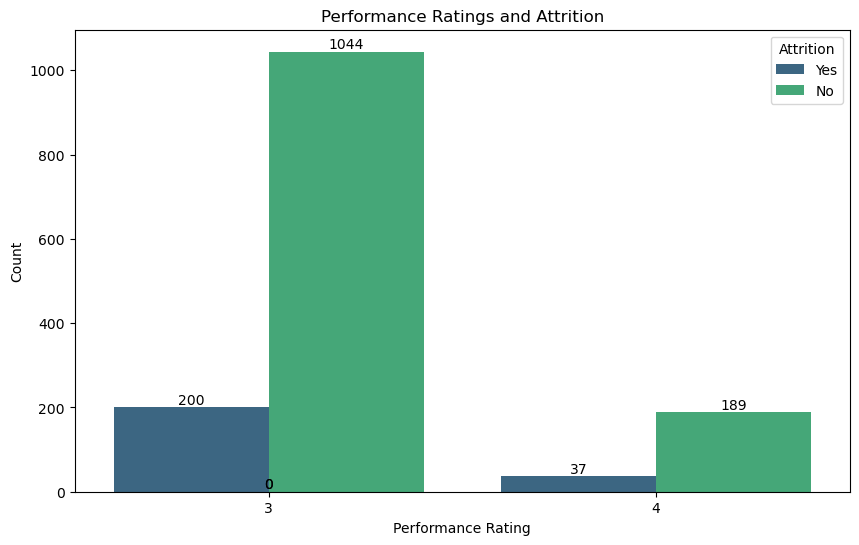 Performance Ratings and Attrition
Attrition
Yes
No
Count
1000
800
600
400
200
0
1044
200
0
189
37
3
4
Performance Rating